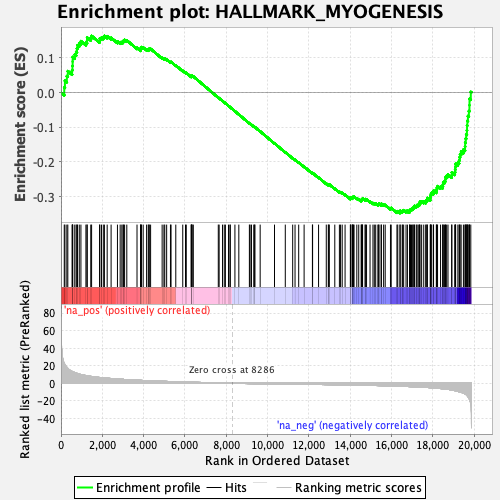 Enrichment plot: HALLMARK_MYOGENESIS
Enrichment score (ES)
0.1
0.0
-0.1
-0.2
-0.3
'na_pos' (positively correlated)
Ranked list metric (PreRanked)
80
60
40
20
0
-20
-40
Zero cross at 8286
'na_neg' (negatively correlated)
0
2,000
4,000
6,000
8,000
10,000
12,000
14,000
16,000
18,000
20,000
Rank in Ordered Dataset
Enrichment profile
Hits
Ranking metric scores